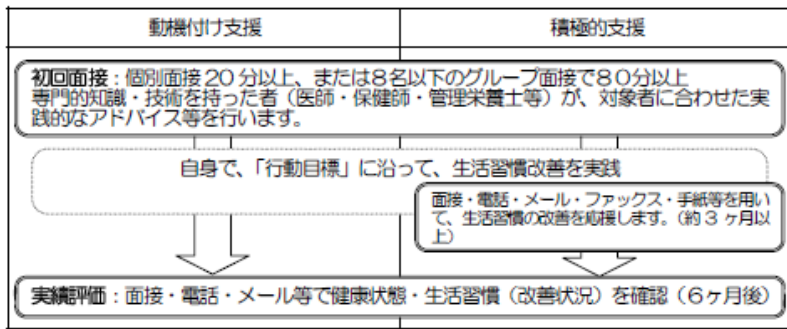 動機付け支援
積極的支援
初回面接：個別面接20分以上、または8名以下のグループ面接で80分以上
専門的知識・技術を持った者（医師・保健師・管理栄養士等）が、対象者に合わせた実
践的なアドバイス等を行います。
自身で、「行動目標」に沿って、生活習慣改善を実践
面接・電話・メール・ファックス・手紙等を用い
て、生活習慣の改善を応援します。（約3ヶ月以
上）
実績評価：面接・電話・メール等で健康状態・生活習慣（改善状況）を確認（6ヶ月後）